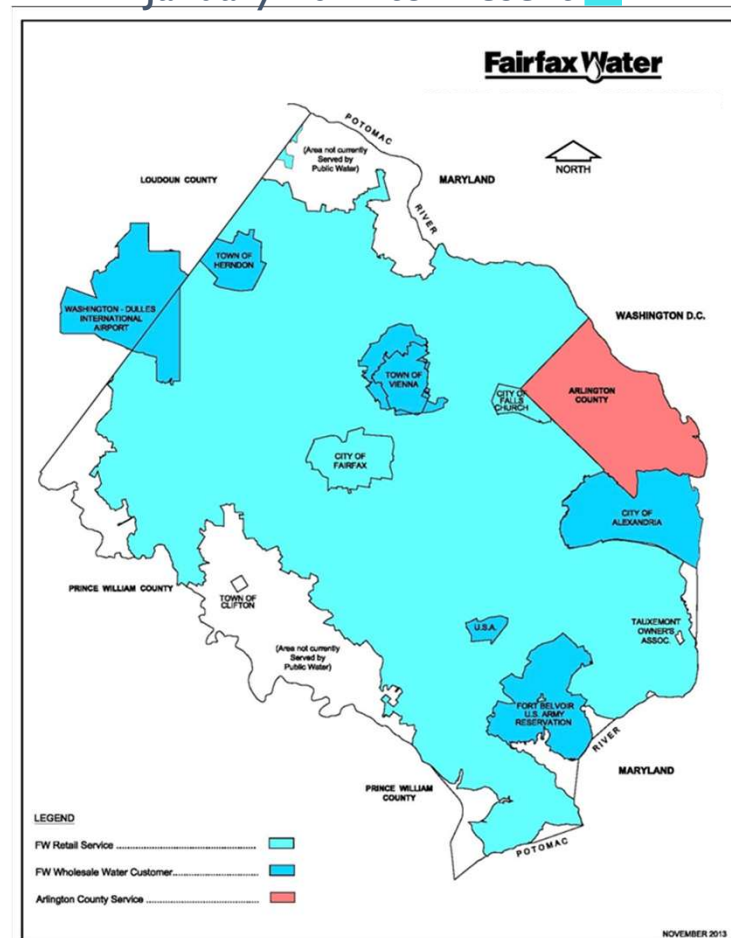 Fairfax Water
POTOMAC
(Area not currently
Served by
Public Water)
MARYLAND
NORTH
LOUDOUN COUNTY
RIVER
TOWN OF
HERNDON
WASHINGTON - DULLES
INTERNATIONAL
AIRPORT
WASHINGTON D.C.
TOWN OF
VIENNA
CITY OF
FALLS
CHURCH
ARLINGTON
COUNTY
CITY OF
FAIRFAX
CITY OF
ALEXANDRIA
PRINCE WILLIAM COUNTY
TOWN OF
CLIFTON
U.S.A.
TAUXEMONT
OWNER'S
ASSOC.
(Area not currently
Served by
Public Water)
FORT BELVOIR
U.S. ARMY
RESERVATION
RIVER
MARYLAND
PRINCE WILLIAM
COUNTY
POTOMAC
LEGEND
FW Retail Service
FW Wholesale Water Customer
Arlington County Service
NOVEMBER 2013